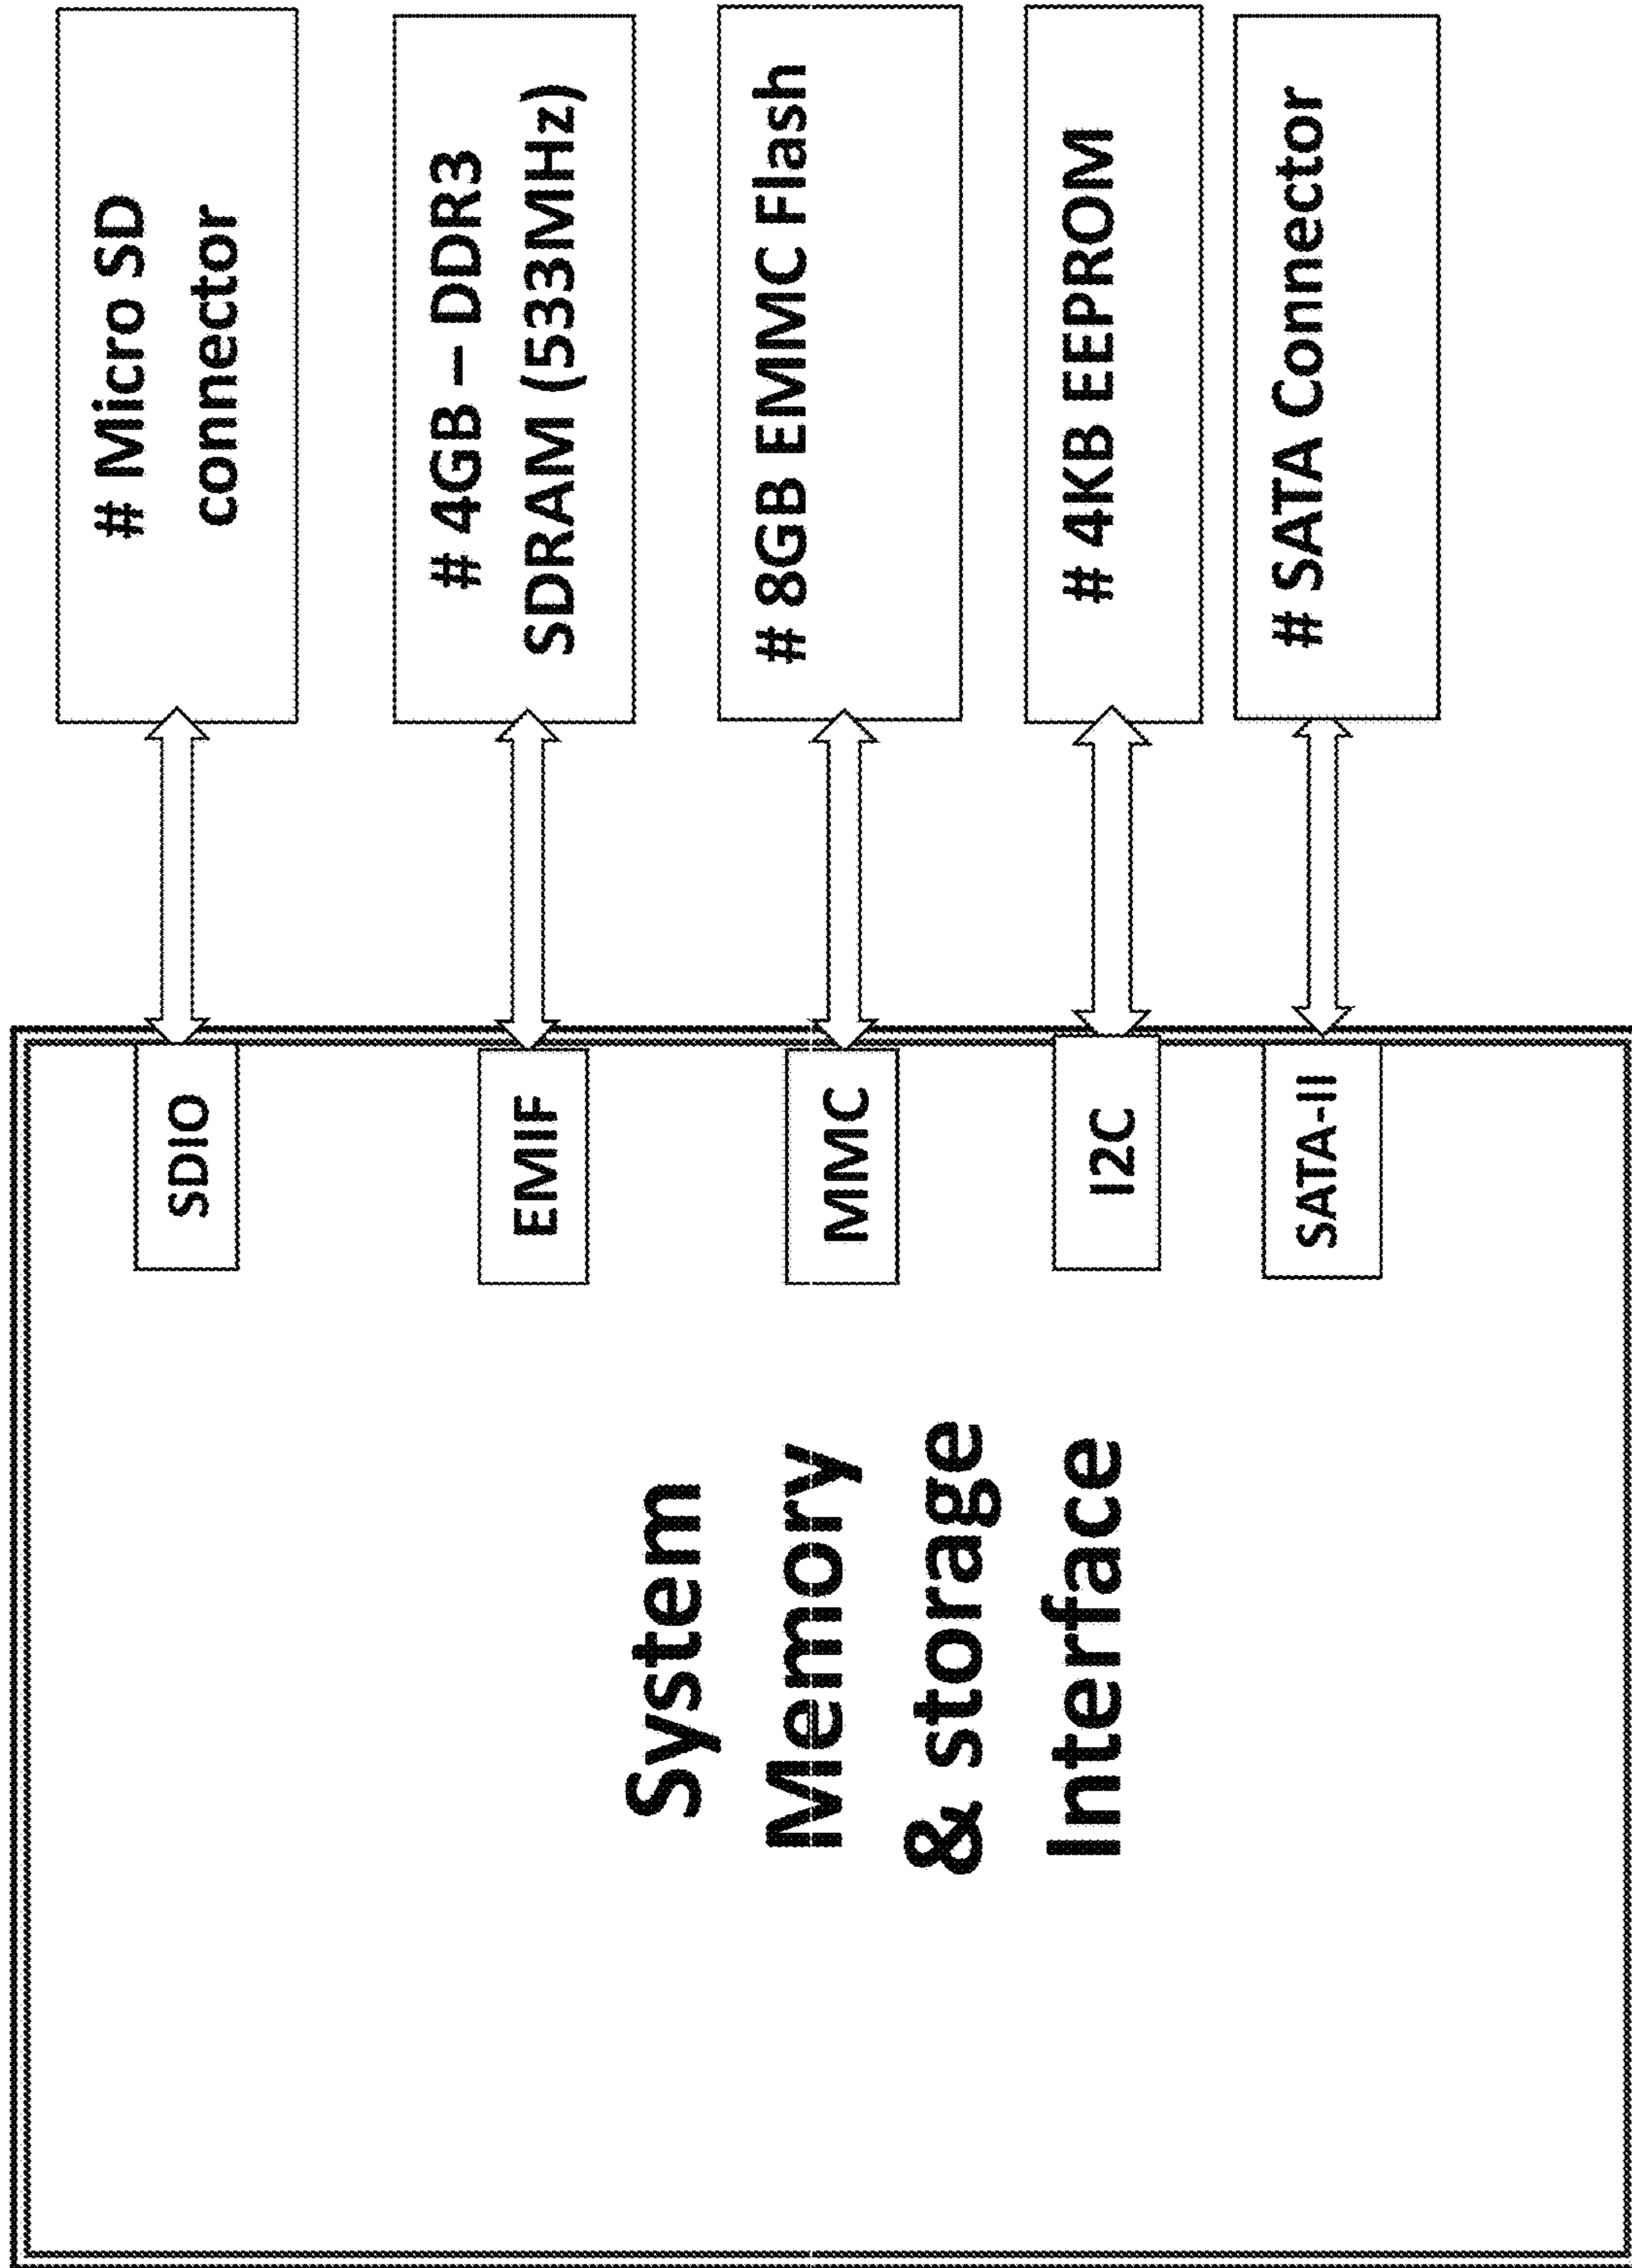 # Micro SD
connector
# 4GB – DDR3
SDRAM (533MHz)
# 8GB EMMC Flash
# 4KB EEPROM
# SATA Connector
SDIO
EMIF
MMC
I2C
SATA-II
System
Memory
& storage
Interface